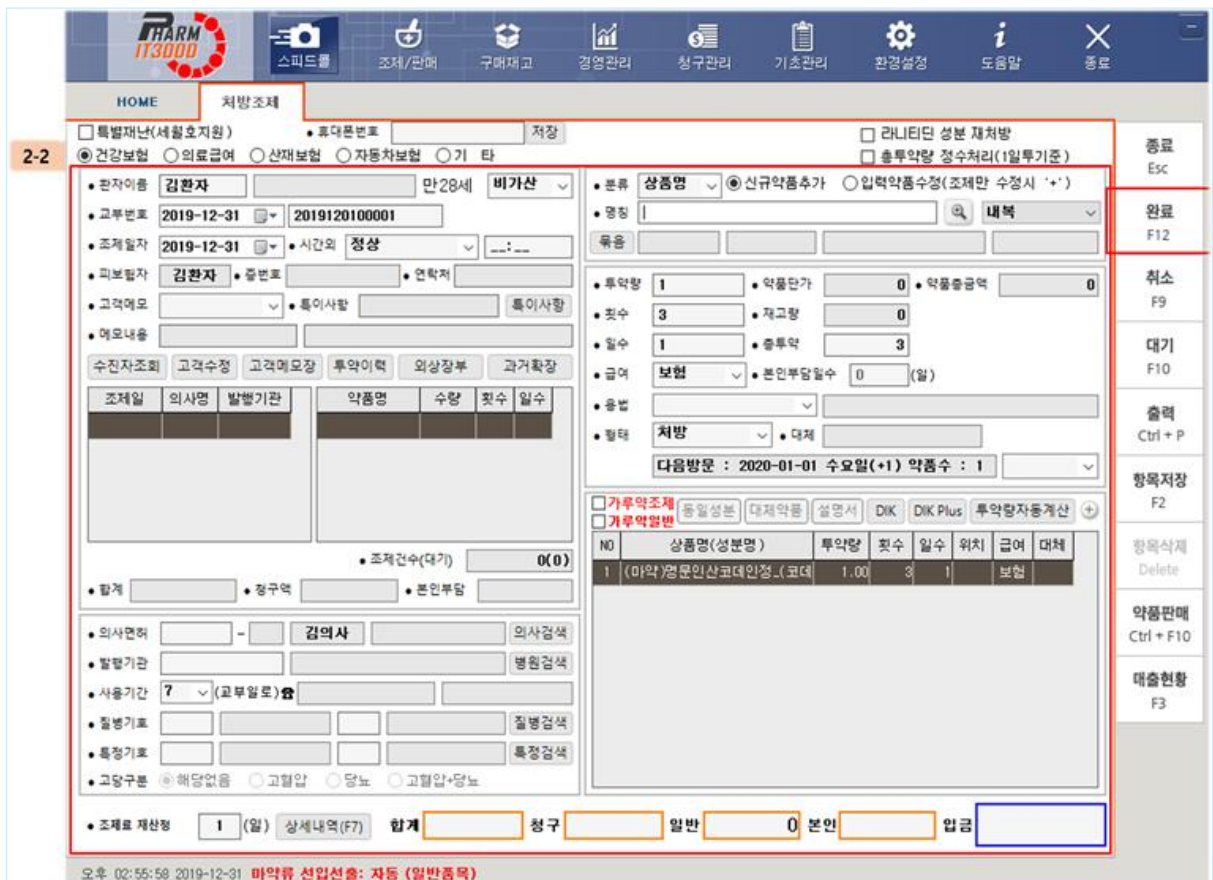 PHARM IT3000
스피드콜 조제/판매 구매재고 경영관리 청구관리 기초관리 환경설정 도움말 종료
HOME 처방조제
특별재난(세월호지원) 휴대폰번호 저장 라니티딘 성분 재처방
2-2 건강보험 의료급여 산재보험 자동차보험 기 타 총투약량 정수처리(1일투기준)
환자이름 김환자 만28세 비가산
교부번호 2019-12-31 2019120100001
조제일자 2019-12-31 시간외 정상 __:__
피보험자 김환자 증번호 연락처
고객메모 특이사항 특이사항
메모내용
수진자조회 고객수정 고객메모장 투약이력 외상장부 과거확장
조제일 의사명 발행기관 약품명 수량 횟수 일수
조제건수(대기) 0(0)
합계 청구액 본인부담
의사면허 - 김의사 의사검색
발행기관 병원검색
사용기간 7 (교부일로)☎
질병기호 질병검색
특정기호 특정검색
고당구분 해당없음 고혈압 당뇨 고혈압+당뇨
분류 상품명 신규약품추가 입력약품수정(조제만 수정시 '+')
명칭 내복
묶음
투약량 1 약품단가 0 약품총금액 0
횟수 3 재고량 0
일수 1 총투약 3
급여 보험 본인부담일수 0 (일)
용법
형태 처방 대체
다음방문 : 2020-01-01 수요일(+1) 약품수 : 1
가루약조제 동일성분 대체약품 설명서 DIK DIK Plus 투약량자동계산 +
가루약일반
NO 상품명(성분명) 투약량 횟수 일수 위치 급여 대체
1 (마약)명문인산코데인정_(코데 1.00 3 1 보험
조제료 재산정 1 (일) 상세내역(F7) 합계 청구 일반 0 본인 입금
종료
Esc
완료
F12
취소
F9
대기
F10
출력
Ctrl + P
항목저장
F2
항목삭제
Delete
약품판매
Ctrl + F10
매출현황
F3
오후 02:55:58 2019-12-31 마약류 선입선출: 자동 (일반품목)